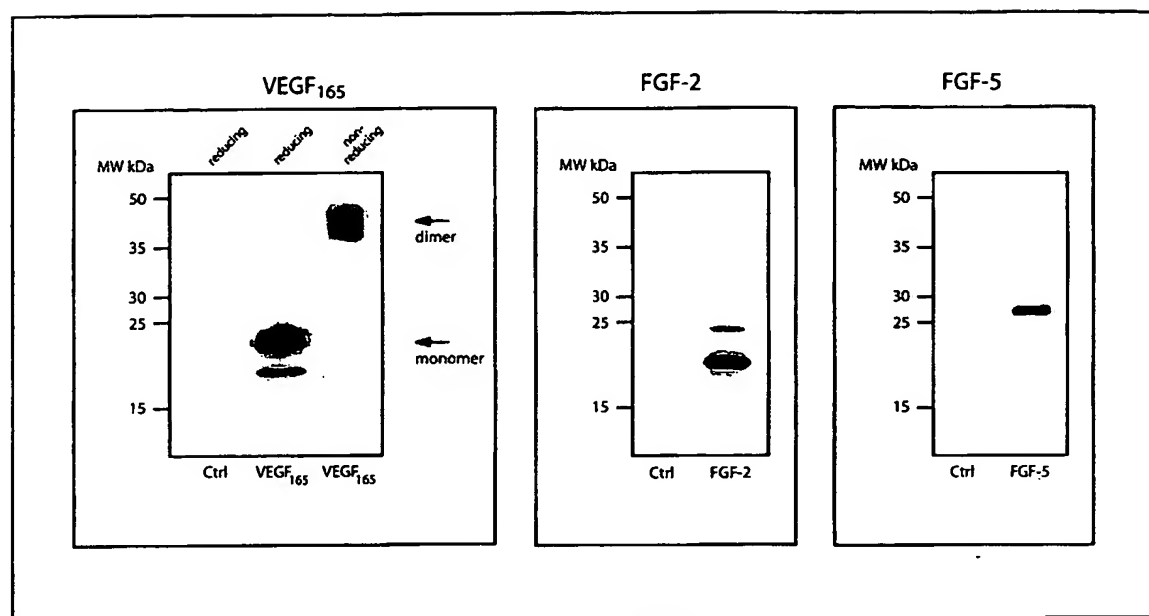 VEGF165
reducing
reducing
non-
reducing
MW kDa
50
35
30
25
15
dimer
monomer
Ctrl
VEGF165
VEGF165
FGF-2
MW kDa
50
35
30
25
15
Ctrl
FGF-2
FGF-5
MW kDa
50
35
30
25
15
Ctrl
FGF-5